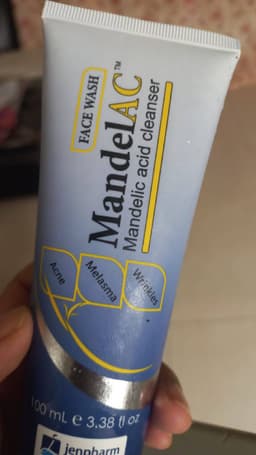 FACE WASH
MandelAC™
Mandelic acid cleanser
Acne
Melasma
Wrinkles
100 mL e 3.38 fl oz
jenpharm